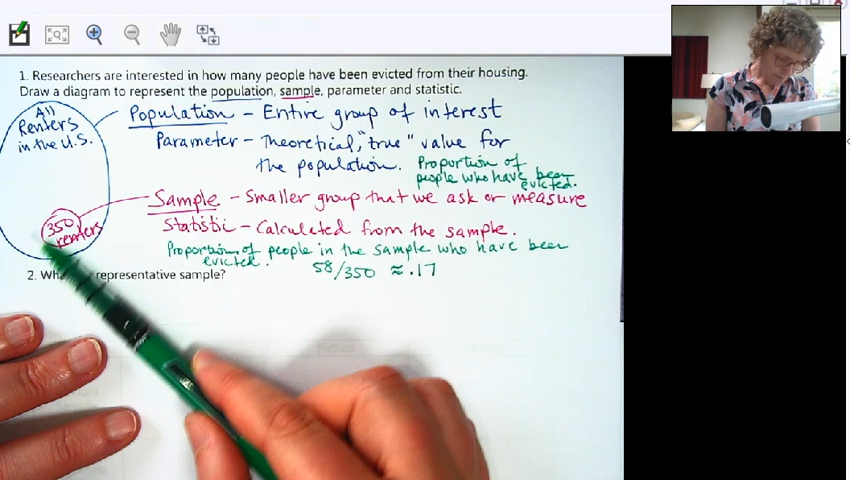 1. Researchers are interested in how many people have been evicted from their housing.
Draw a diagram to represent the population, sample, parameter and statistic.
All
Renters
in the U.S.
Population - Entire group of interest
Parameter - Theoretical, "true" value for
the population. Proportion of
people who have been
evicted.
Sample - Smaller group that we ask or measure
350
renters
Statistic - Calculated from the sample.
Proportion of people in the sample who have been
evicted. 58/350 ≈ .17
2. representative sample?